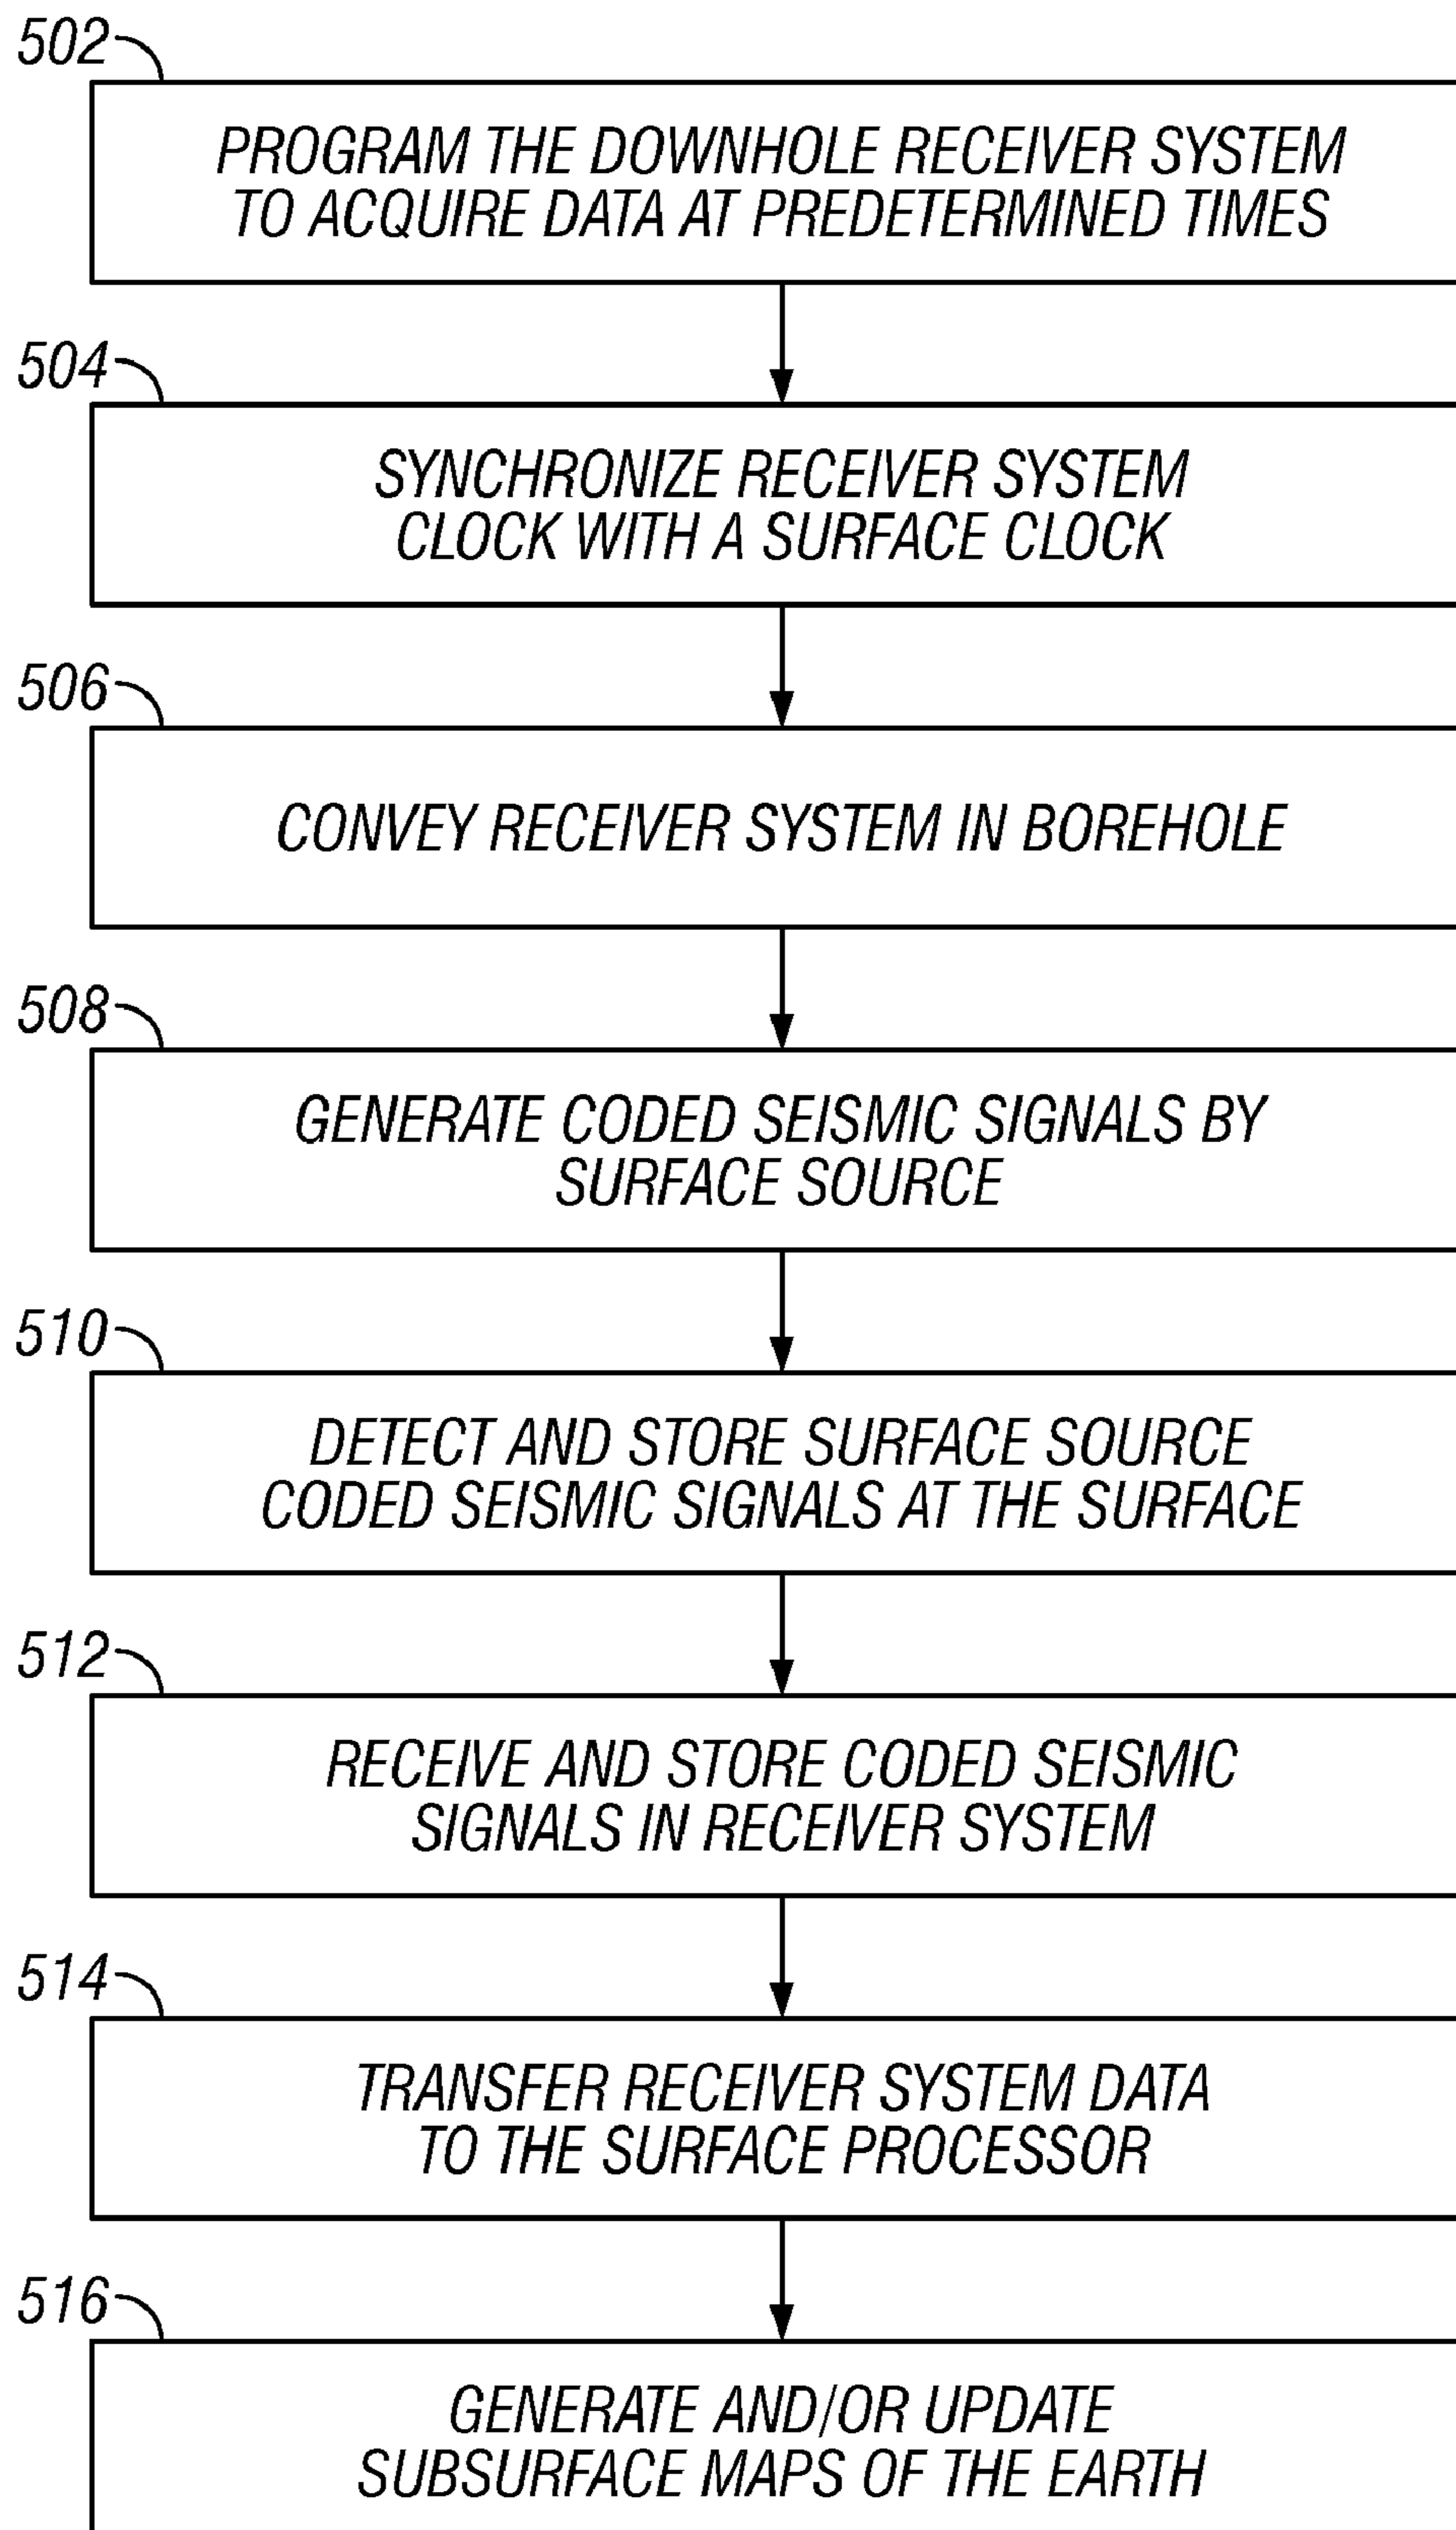 502
PROGRAM THE DOWNHOLE RECEIVER SYSTEM
TO ACQUIRE DATA AT PREDETERMINED TIMES
504
SYNCHRONIZE RECEIVER SYSTEM
CLOCK WITH A SURFACE CLOCK
506
CONVEY RECEIVER SYSTEM IN BOREHOLE
508
GENERATE CODED SEISMIC SIGNALS BY
SURFACE SOURCE
510
DETECT AND STORE SURFACE SOURCE
CODED SEISMIC SIGNALS AT THE SURFACE
512
RECEIVE AND STORE CODED SEISMIC
SIGNALS IN RECEIVER SYSTEM
514
TRANSFER RECEIVER SYSTEM DATA
TO THE SURFACE PROCESSOR
516
GENERATE AND/OR UPDATE
SUBSURFACE MAPS OF THE EARTH